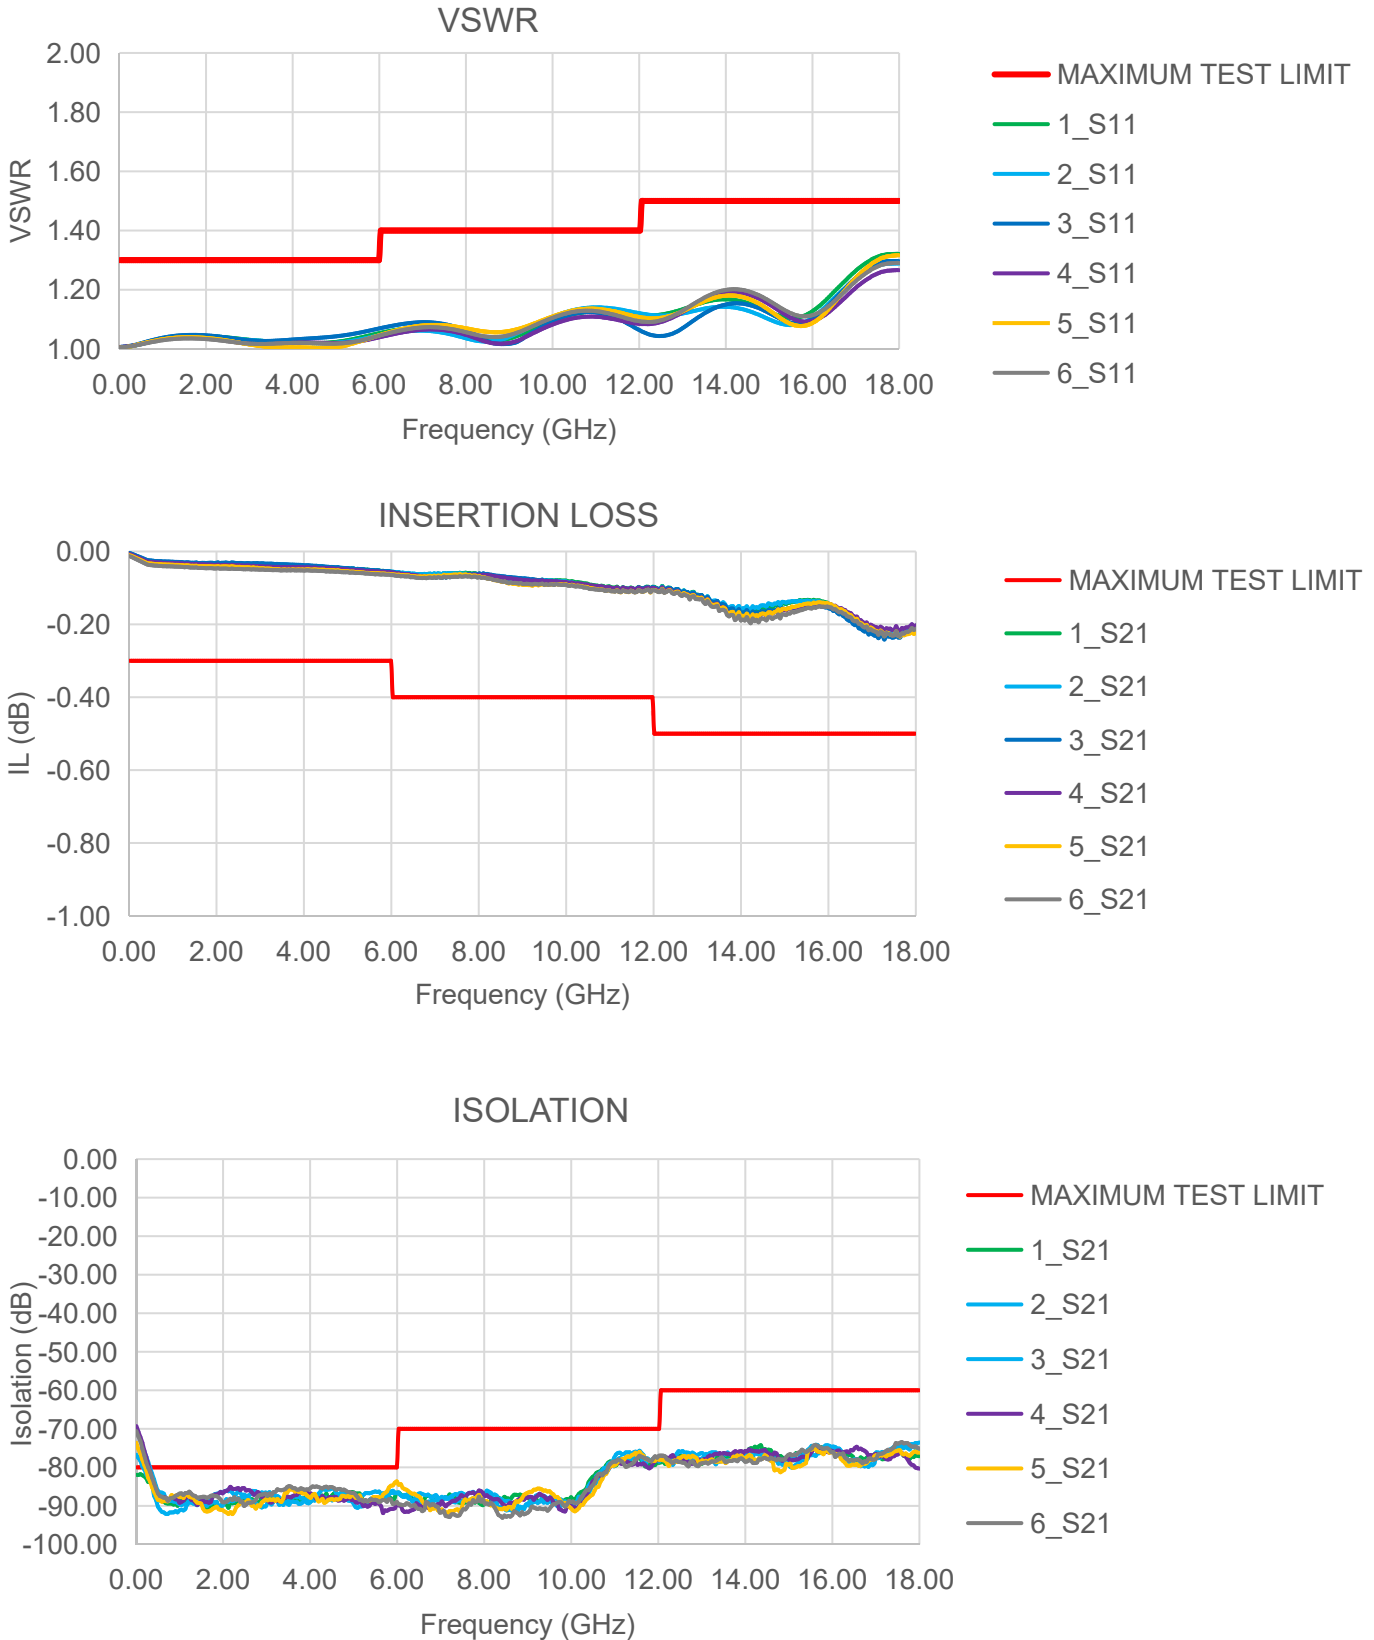 VSWR
2.00
1.80
1.60
1.40
1.20
1.00
VSWR
0.00 2.00 4.00 6.00 8.00 10.00 12.00 14.00 16.00 18.00
Frequency (GHz)
MAXIMUM TEST LIMIT
1_S11
2_S11
3_S11
4_S11
5_S11
6_S11
INSERTION LOSS
0.00
-0.20
-0.40
-0.60
-0.80
-1.00
IL (dB)
0.00 2.00 4.00 6.00 8.00 10.00 12.00 14.00 16.00 18.00
Frequency (GHz)
MAXIMUM TEST LIMIT
1_S21
2_S21
3_S21
4_S21
5_S21
6_S21
ISOLATION
0.00
-10.00
-20.00
-30.00
-40.00
-50.00
-60.00
-70.00
-80.00
-90.00
-100.00
Isolation (dB)
0.00 2.00 4.00 6.00 8.00 10.00 12.00 14.00 16.00 18.00
Frequency (GHz)
MAXIMUM TEST LIMIT
1_S21
2_S21
3_S21
4_S21
5_S21
6_S21